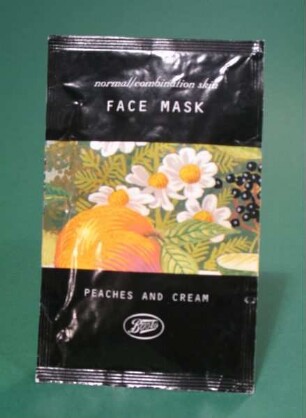 normal/combination skin
FACE MASK
PEACHES AND CREAM
Boots